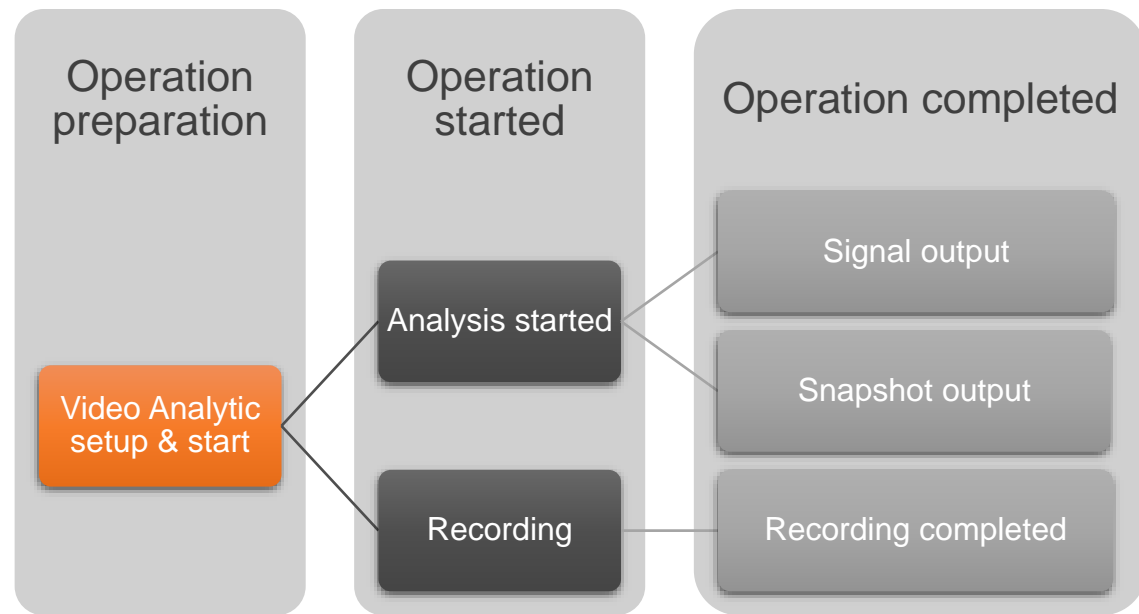 Operation
preparation
Operation
started
Operation completed
Video Analytic
setup & start
Analysis started
Recording
Signal output
Snapshot output
Recording completed